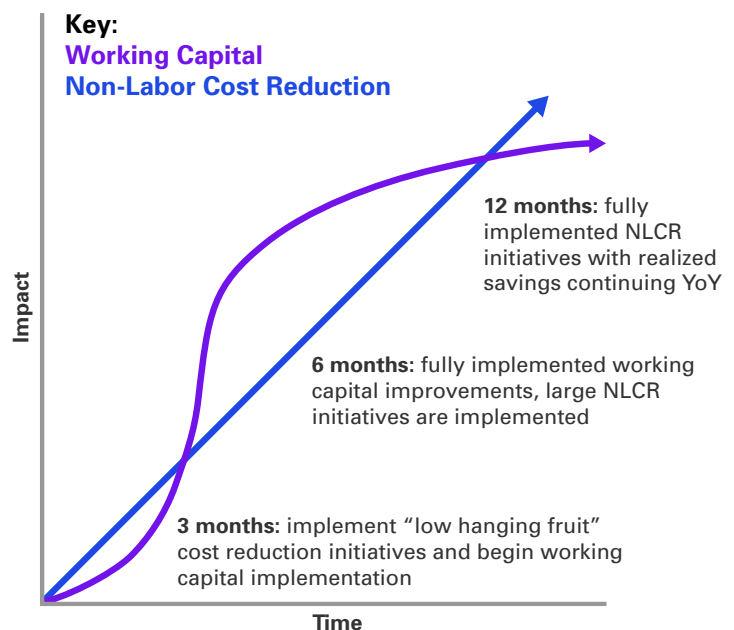 Key:
Working Capital
Non-Labor Cost Reduction
12 months: fully
implemented NLCR
initiatives with realized
savings continuing YoY
Impact
6 months: fully implemented working
capital improvements, large NLCR
initiatives are implemented
3 months: implement “low hanging fruit”
cost reduction initiatives and begin working
capital implementation
Time